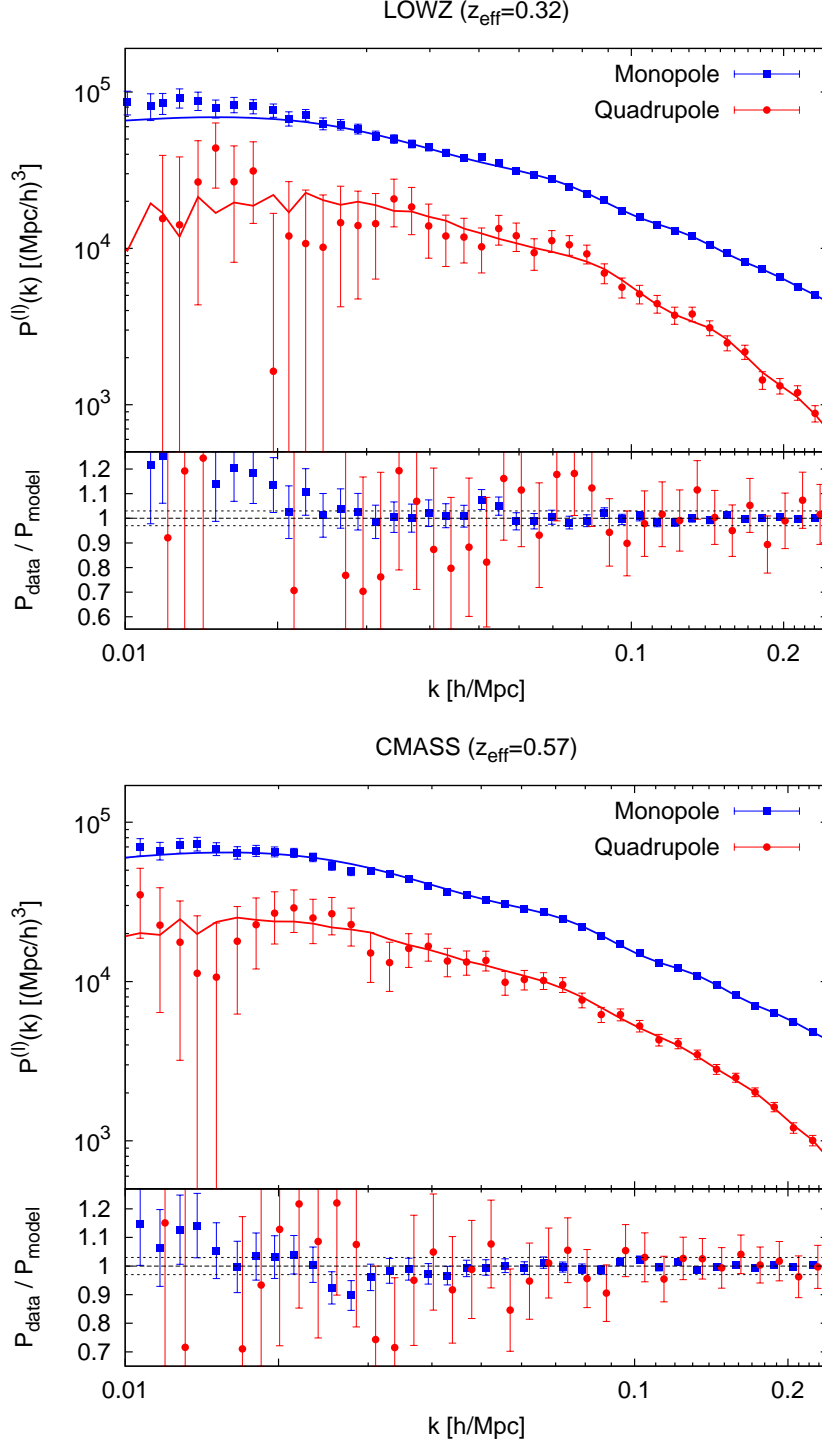 LOWZ (z_eff=0.32)
Monopole
Quadrupole
P^(l)(k) [(Mpc/h)^3]
10^5
10^4
10^3
P_data / P_model
1.2
1.1
1
0.9
0.8
0.7
0.6
0.01
0.1
0.2
k [h/Mpc]
CMASS (z_eff=0.57)
Monopole
Quadrupole
P^(l)(k) [(Mpc/h)^3]
10^5
10^4
10^3
P_data / P_model
1.2
1.1
1
0.9
0.8
0.7
0.01
0.1
0.2
k [h/Mpc]